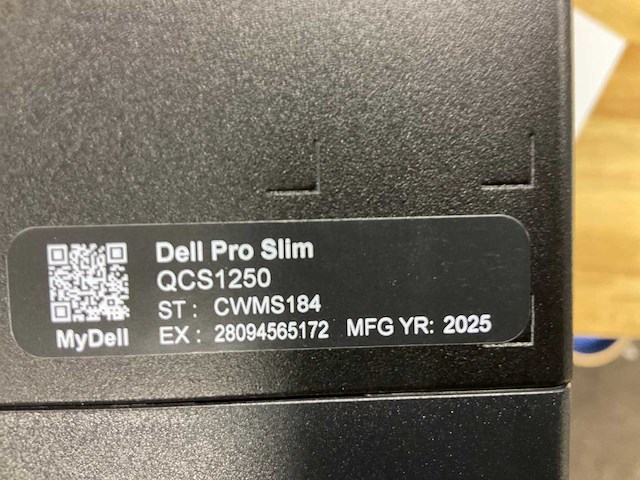 Dell Pro Slim
QCS1250
ST : CWMS184
EX : 28094565172 MFG YR: 2025
MyDell